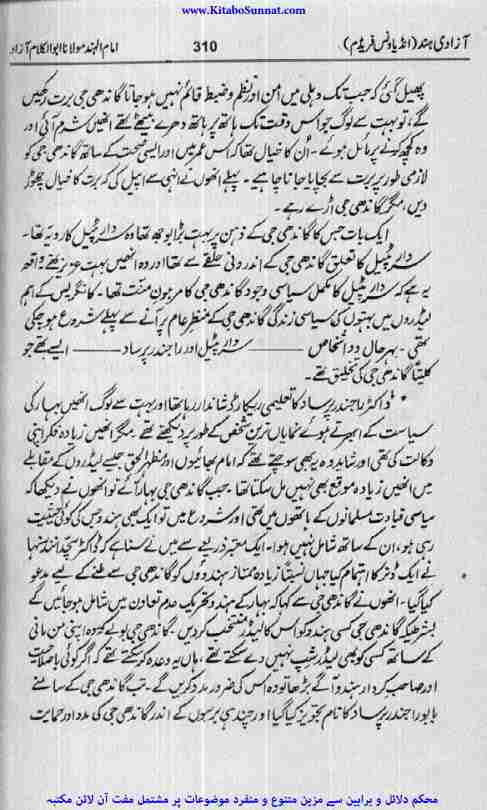 www.KitaboSunnat.com
آزادی ہند (انڈیا ونس فریڈم) 310 امام الہند مولانا ابوالکلام آزاد
پھیل گئی کہ جب تک دہلی میں امن اور نظم و ضبط قائم نہیں ہو جاتا گاندھی جی برت رکھیں
گے، تو بہت سے لوگ جو اس وقت تک ہاتھ پر ہاتھ دھرے بیٹھے تھے انھیں شرم آئی اور
وہ کچھ کرنے پر مائل ہوئے۔ ان کا خیال تھا کہ اس عمر میں اور ایسی صحت کے ساتھ گاندھی جی کو
لازمی طور پر برت سے بچایا جانا چاہیے۔ پہلے انھوں نے انہی سے اپیل کی کہ برت کا خیال چھوڑ
دیں، مگر گاندھی جی اڑے رہے۔
ایک بات جس کا گاندھی جی کے ذہن پر بہت بڑا بوجھ تھا وہ سردار پٹیل کا رویہ تھا۔
سردار پٹیل کا تعلق گاندھی جی کے اندرونی حلقے سے تھا اور وہ انھیں بہت عزیز تھے واقعہ
یہ ہے کہ سردار پٹیل کا مکمل سیاسی وجود گاندھی جی کا مرہون منت تھا۔ کانگریس کے اہم
لیڈروں میں بہتوں کی سیاسی زندگی گاندھی جی کے منظر عام پر آنے سے پہلے شروع ہو چکی
تھی۔ بہر حال دو اشخاص ـــــ سردار پٹیل اور راجندر پرساد ـــــ ایسے تھے جو
کلیتاً گاندھی جی کی تخلیق تھے۔
* ڈاکٹر راجندر پرساد کا تعلیمی ریکارڈ شاندار رہا تھا اور بہت سے لوگ انھیں بہار کی
سیاست کے ابھرتے ہوئے نمایاں ترین شخص کے طور پر دیکھتے تھے۔ مگر انھیں زیادہ فکر اپنی
وکالت کی تھی اور شاید وہ یہ بھی سوچتے تھے کہ امام بھائیوں اور مظہر الحق جیسے لیڈروں کے مقابلے
میں انھیں زیادہ موقع بھی نہیں مل سکتا تھا۔ جب گاندھی جی بہار آئے تو انھوں نے دیکھا کہ
سیاسی قیادت مسلمانوں کے ہاتھوں میں تھی اور شروع میں تو ایک بھی ہندو جس کی کوئی حیثیت
رہی ہو، ان کے ساتھ شامل نہیں ہوا۔ ایک معتبر ذریعے سے میں نے سنا ہے کہ ڈاکٹر سچد انند سنہا
نے ایک ڈنر کا اہتمام کیا جہاں نسبتاً زیادہ ممتاز ہندوؤں کو گاندھی جی سے ملنے کے لیے مدعو
کیا گیا۔ انھوں نے گاندھی جی سے کہا کہ بہار کے ہندو تحریک عدم تعاون میں شامل ہو جائیں گے
بشرطیکہ گاندھی جی کسی ہندو کو اس کا لیڈر منتخب کر دیں۔ گاندھی جی بولے کہ وہ اپنی من مانی
کے ساتھ کسی کو بھی لیڈر شپ نہیں دے سکتے تھے، ہاں یہ وعدہ کر سکتے تھے کہ اگر کوئی باصلاحیت
اور صاحب کردار ہندو آگے بڑھا تو وہ اس کی ضرور مدد کریں گے۔ تب گاندھی جی کے سامنے
بابو راجندر پرساد کا نام تجویز کیا گیا اور چند ہی برسوں کے اندر گاندھی جی کی مدد اور حمایت
محکم دلائل و براہین سے مزین متنوع و منفرد موضوعات پر مشتمل مفت آن لائن مکتبہ